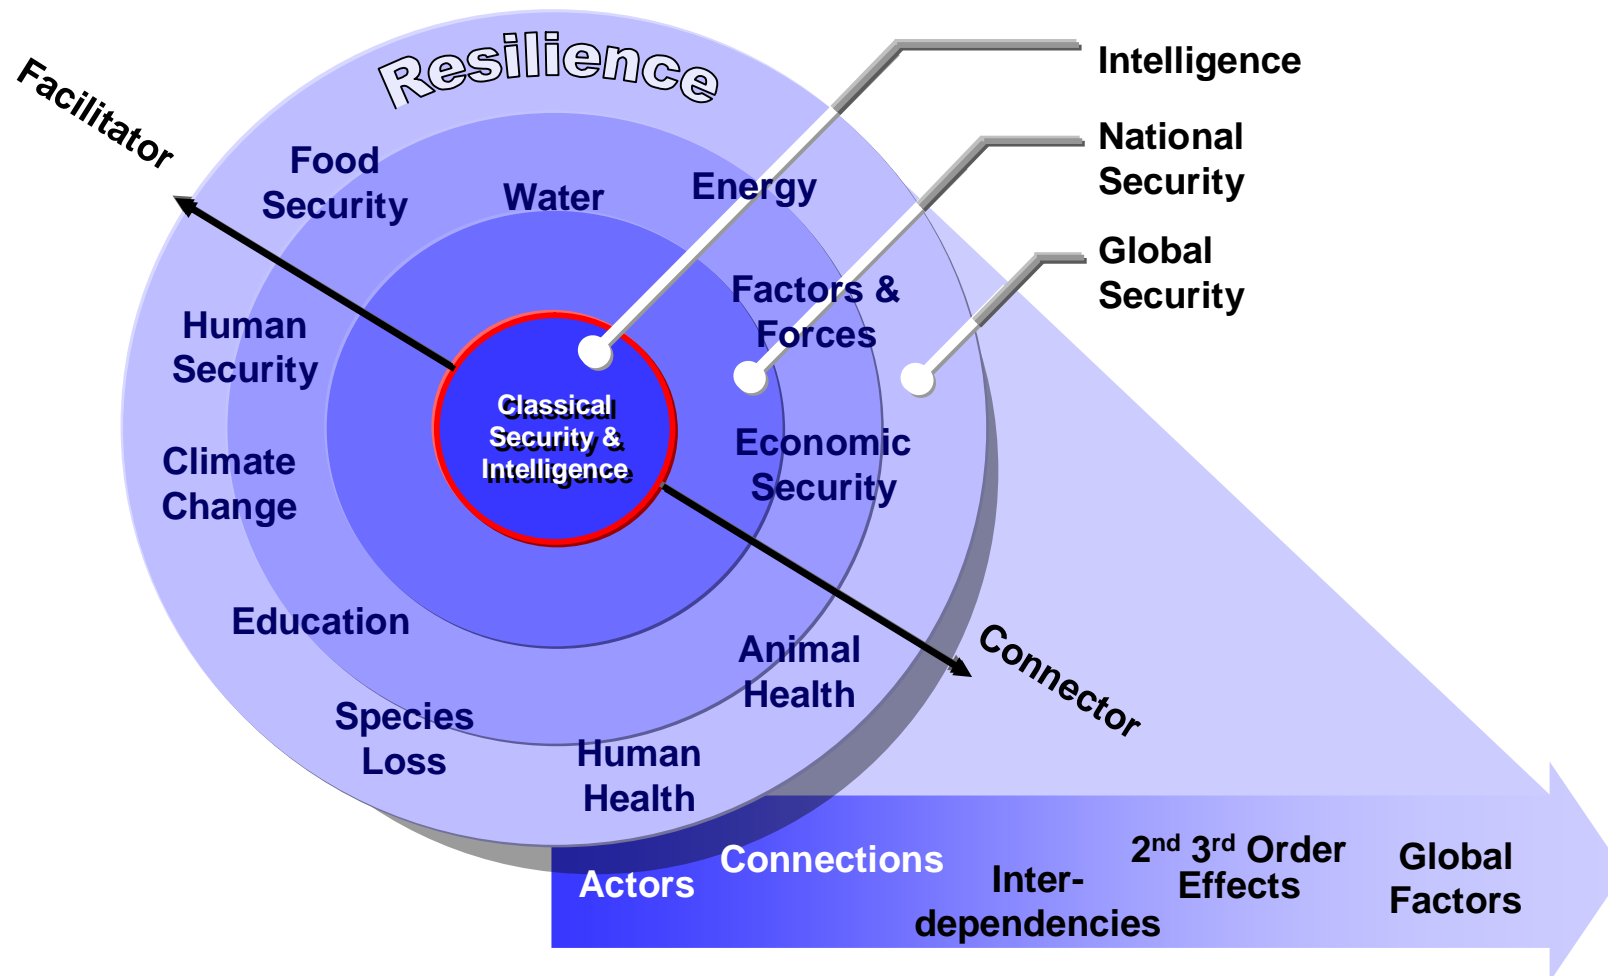 Resilience
Facilitator
Intelligence
National
Security
Global
Security
Food
Security
Water
Energy
Factors &
Forces
Human
Security
Classical
Security &
Intelligence
Climate
Change
Economic
Security
Education
Animal
Health
Connector
Species
Loss
Human
Health
Actors
Connections
Inter-
dependencies
2nd 3rd Order
Effects
Global
Factors